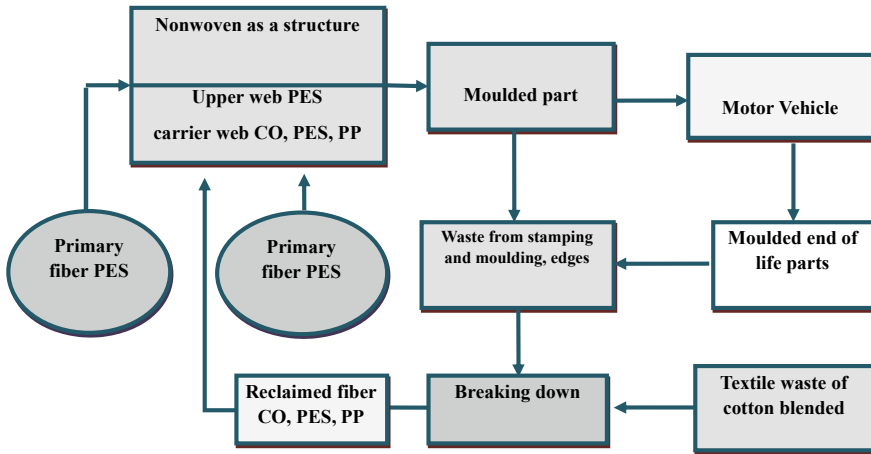 Nonwoven as a structure
Upper web PES
carrier web CO, PES, PP
Moulded part
Motor Vehicle
Primary
fiber PES
Primary
fiber PES
Waste from stamping
and moulding, edges
Moulded end of
life parts
Reclaimed fiber
CO, PES, PP
Breaking down
Textile waste of
cotton blended